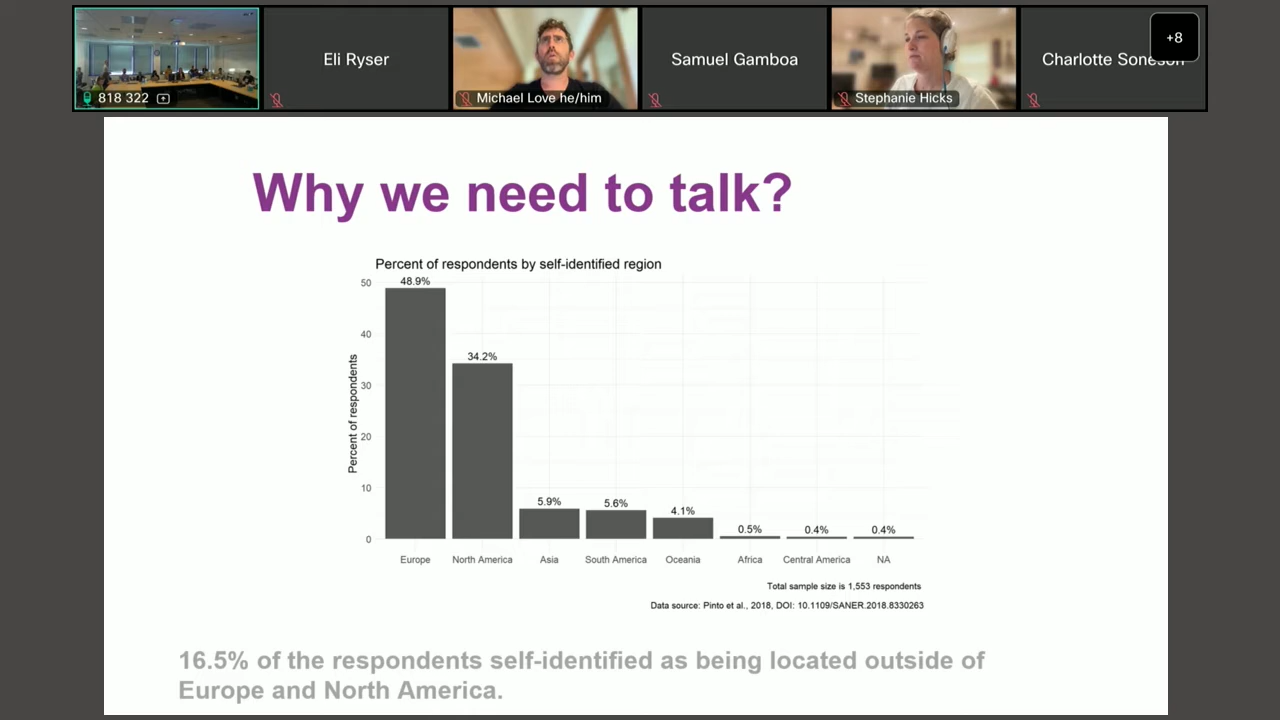 818 322
Eli Ryser
Michael Love he/him
Samuel Gamboa
Stephanie Hicks
Charlotte Soneson
+8
Why we need to talk?
Percent of respondents by self-identified region
Percent of respondents
50
40
30
20
10
0
48.9%
34.2%
5.9%
5.6%
4.1%
0.5%
0.4%
0.4%
Europe
North America
Asia
South America
Oceania
Africa
Central America
NA
Total sample size is 1,553 respondents
Data source: Pinto et al., 2018, DOI: 10.1109/SANER.2018.8330263
16.5% of the respondents self-identified as being located outside of
Europe and North America.